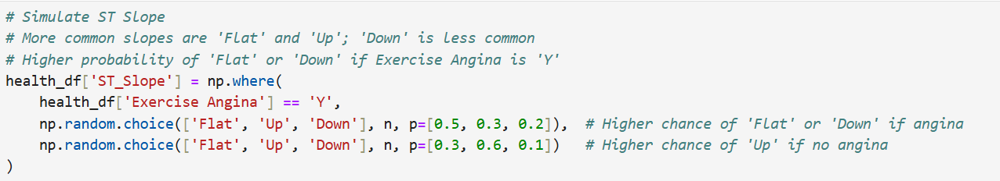 # Simulate ST Slope
# More common slopes are 'Flat' and 'Up'; 'Down' is less common
# Higher probability of 'Flat' or 'Down' if Exercise Angina is 'Y'
health_df['ST_Slope'] = np.where(
    health_df['Exercise Angina'] == 'Y',
    np.random.choice(['Flat', 'Up', 'Down'], n, p=[0.5, 0.3, 0.2]),  # Higher chance of 'Flat' or 'Down' if angina
    np.random.choice(['Flat', 'Up', 'Down'], n, p=[0.3, 0.6, 0.1])   # Higher chance of 'Up' if no angina
)